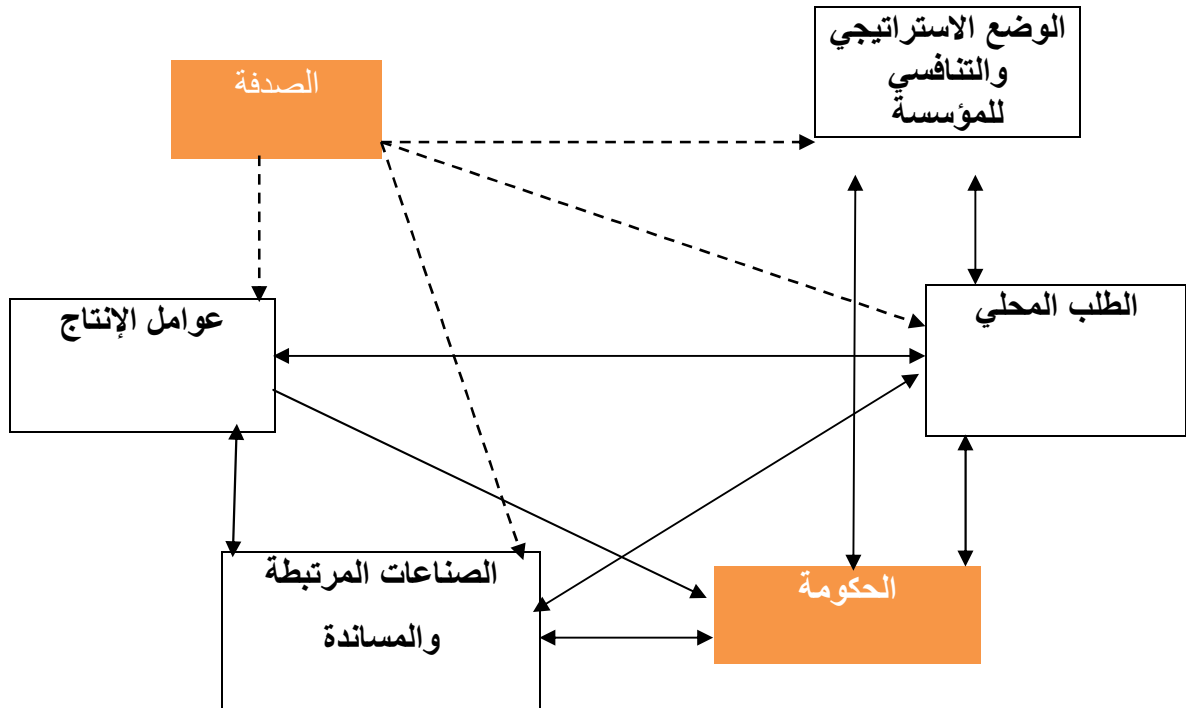 الوضع الاستراتيجي
والتنافسي
للمؤسسة
الصدفة
الطلب المحلي
عوامل الإنتاج
الصناعات المرتبطة
والمساندة
الحكومة